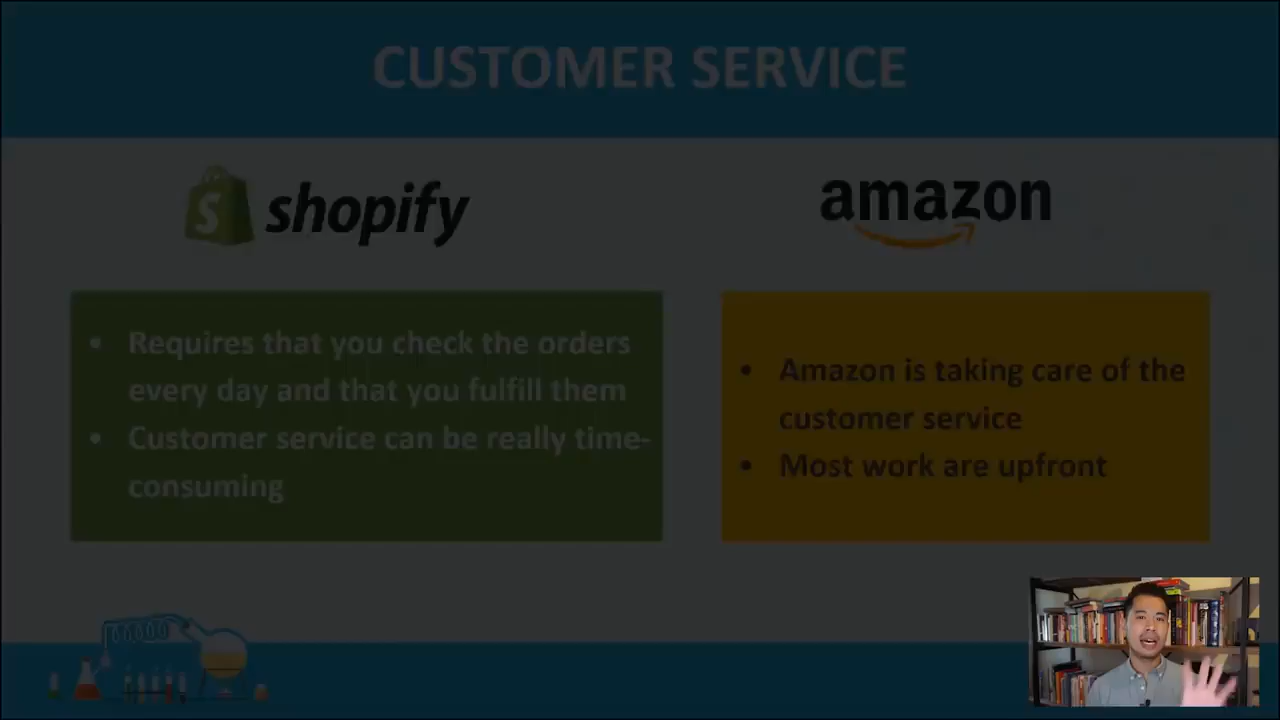 CUSTOMER SERVICE
shopify
amazon
• Requires that you check the orders
every day and that you fulfill them
• Customer service can be really time-
consuming
• Amazon is taking care of the
customer service
• Most work are upfront